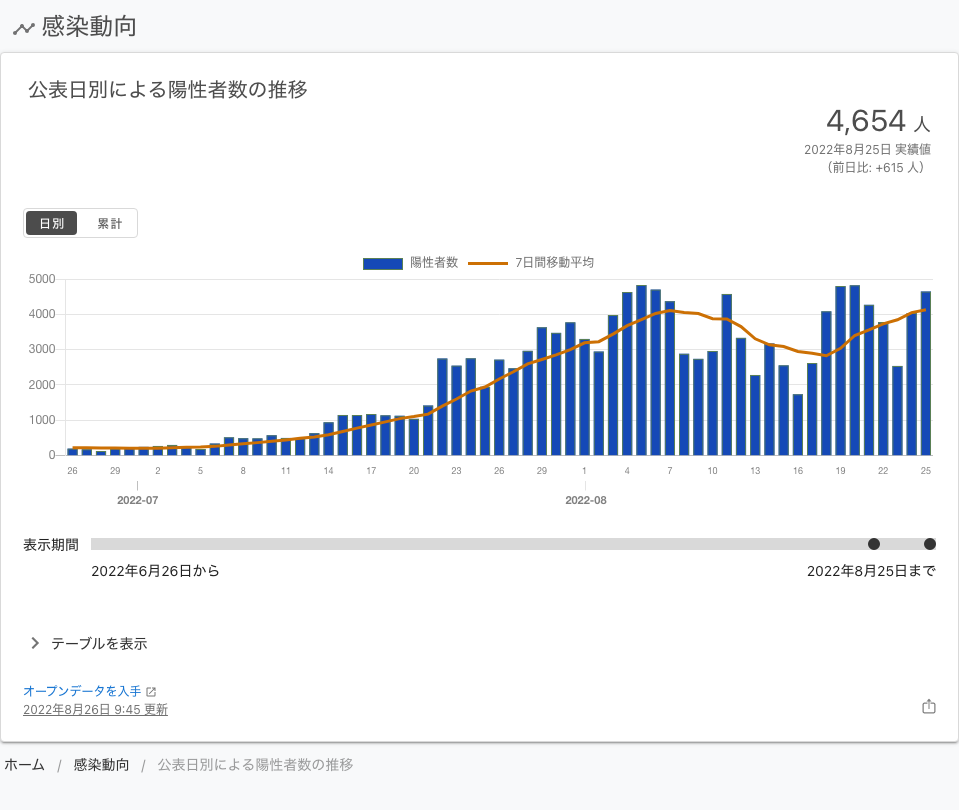 感染動向
公表日別による陽性者数の推移
4,654 人
2022年8月25日 実績値
（前日比: +615 人）
日別 累計
陽性者数 7日間移動平均
5000
4000
3000
2000
1000
0
26 29 2 5 8 11 14 17 20 23 26 29 1 4 7 10 13 16 19 22 25
2022-07 2022-08
表示期間
2022年6月26日から 2022年8月25日まで
テーブルを表示
オープンデータを入手
2022年8月26日 9:45 更新
ホーム / 感染動向 / 公表日別による陽性者数の推移